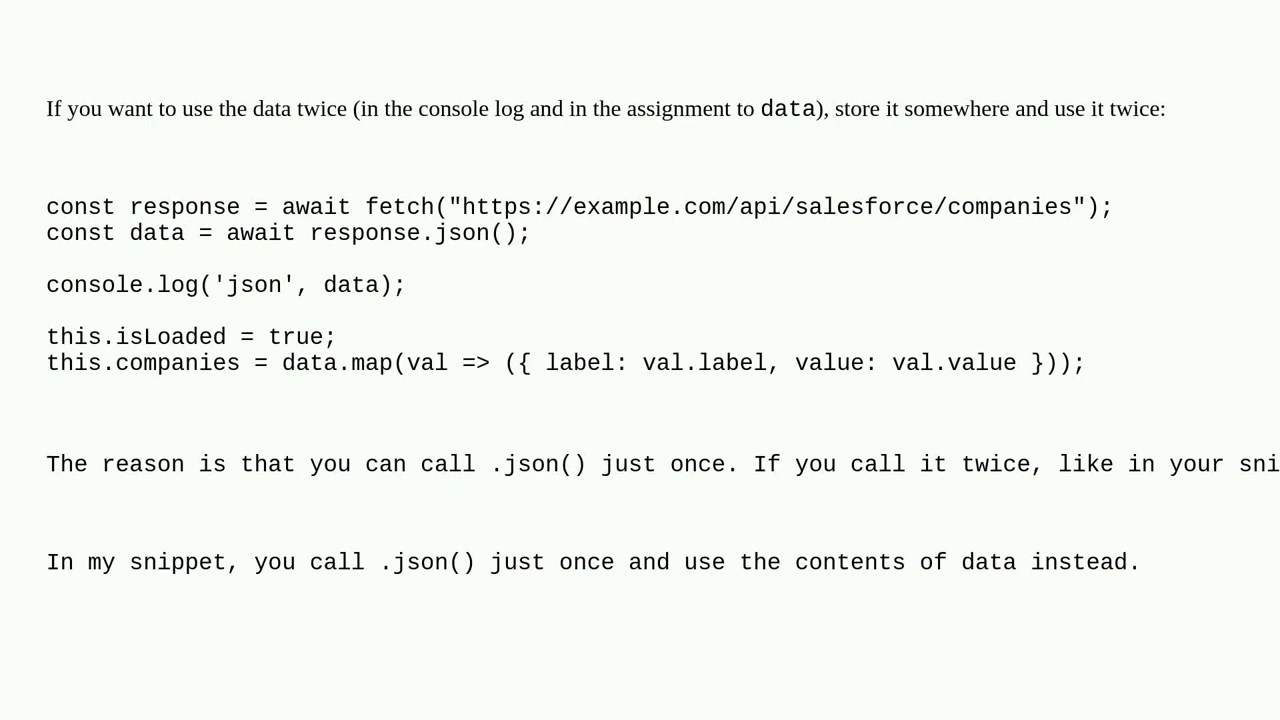 If you want to use the data twice (in the console log and in the assignment to data), store it somewhere and use it twice:
const response = await fetch("https://example.com/api/salesforce/companies");
const data = await response.json();
console.log('json', data);
this.isLoaded = true;
this.companies = data.map(val => ({ label: val.label, value: val.value }));
The reason is that you can call .json() just once. If you call it twice, like in your
In my snippet, you call .json() just once and use the contents of data instead.